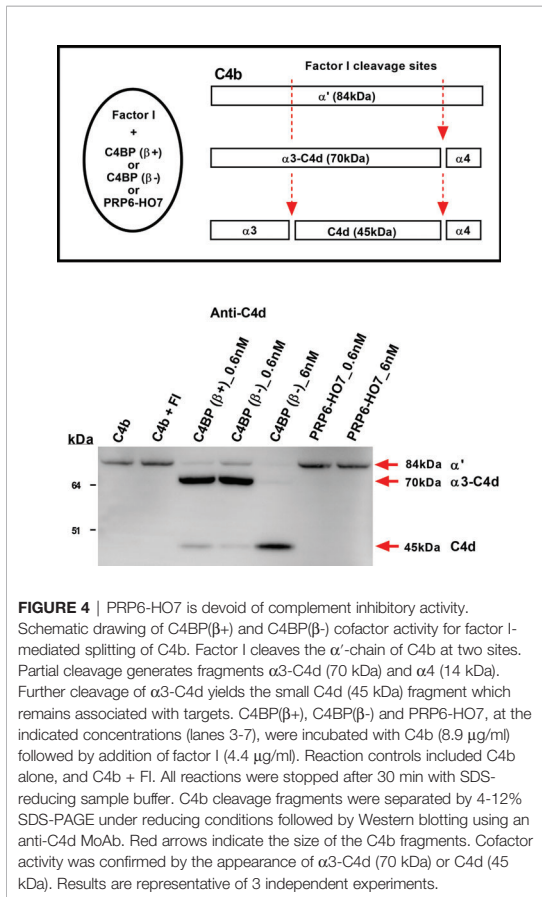 Factor I cleavage sites
C4b
α' (84kDa)
Factor I
+
C4BP (β+)
or
C4BP (β-)
or
PRP6-HO7
α3-C4d (70kDa)
α4
α3
C4d (45kDa)
α4
Anti-C4d
C4b
C4b + FI
C4BP (β+)_0.6nM
C4BP (β-)_0.6nM
C4BP (β-)_6nM
PRP6-HO7_0.6nM
PRP6-HO7_6nM
kDa
84kDa α'
64 -
70kDa α3-C4d
51 -
45kDa C4d
FIGURE 4 | PRP6-HO7 is devoid of complement inhibitory activity.
Schematic drawing of C4BP(β+) and C4BP(β-) cofactor activity for factor I-
mediated splitting of C4b. Factor I cleaves the α′-chain of C4b at two sites.
Partial cleavage generates fragments α3-C4d (70 kDa) and α4 (14 kDa).
Further cleavage of α3-C4d yields the small C4d (45 kDa) fragment which
remains associated with targets. C4BP(β+), C4BP(β-) and PRP6-HO7, at the
indicated concentrations (lanes 3-7), were incubated with C4b (8.9 μg/ml)
followed by addition of factor I (4.4 μg/ml). Reaction controls included C4b
alone, and C4b + FI. All reactions were stopped after 30 min with SDS-
reducing sample buffer. C4b cleavage fragments were separated by 4-12%
SDS-PAGE under reducing conditions followed by Western blotting using an
anti-C4d MoAb. Red arrows indicate the size of the C4b fragments. Cofactor
activity was confirmed by the appearance of α3-C4d (70 kDa) or C4d (45
kDa). Results are representative of 3 independent experiments.